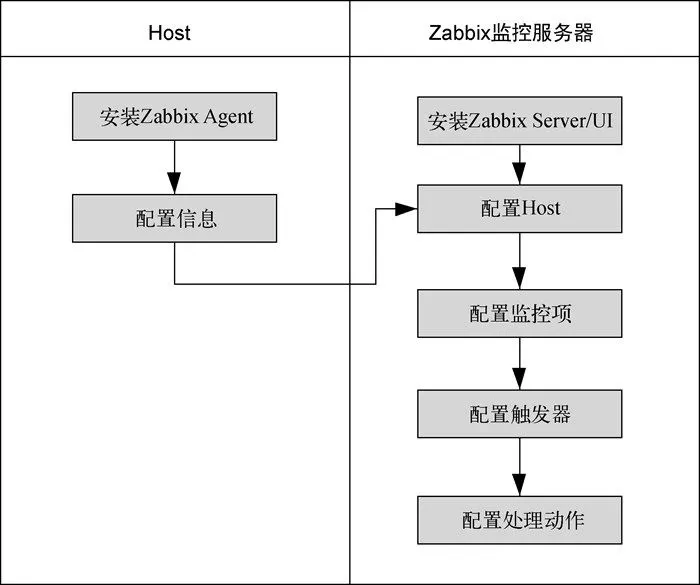 Host
Zabbix监控服务器
安装Zabbix Agent
配置信息
安装Zabbix Server/UI
配置Host
配置监控项
配置触发器
配置处理动作